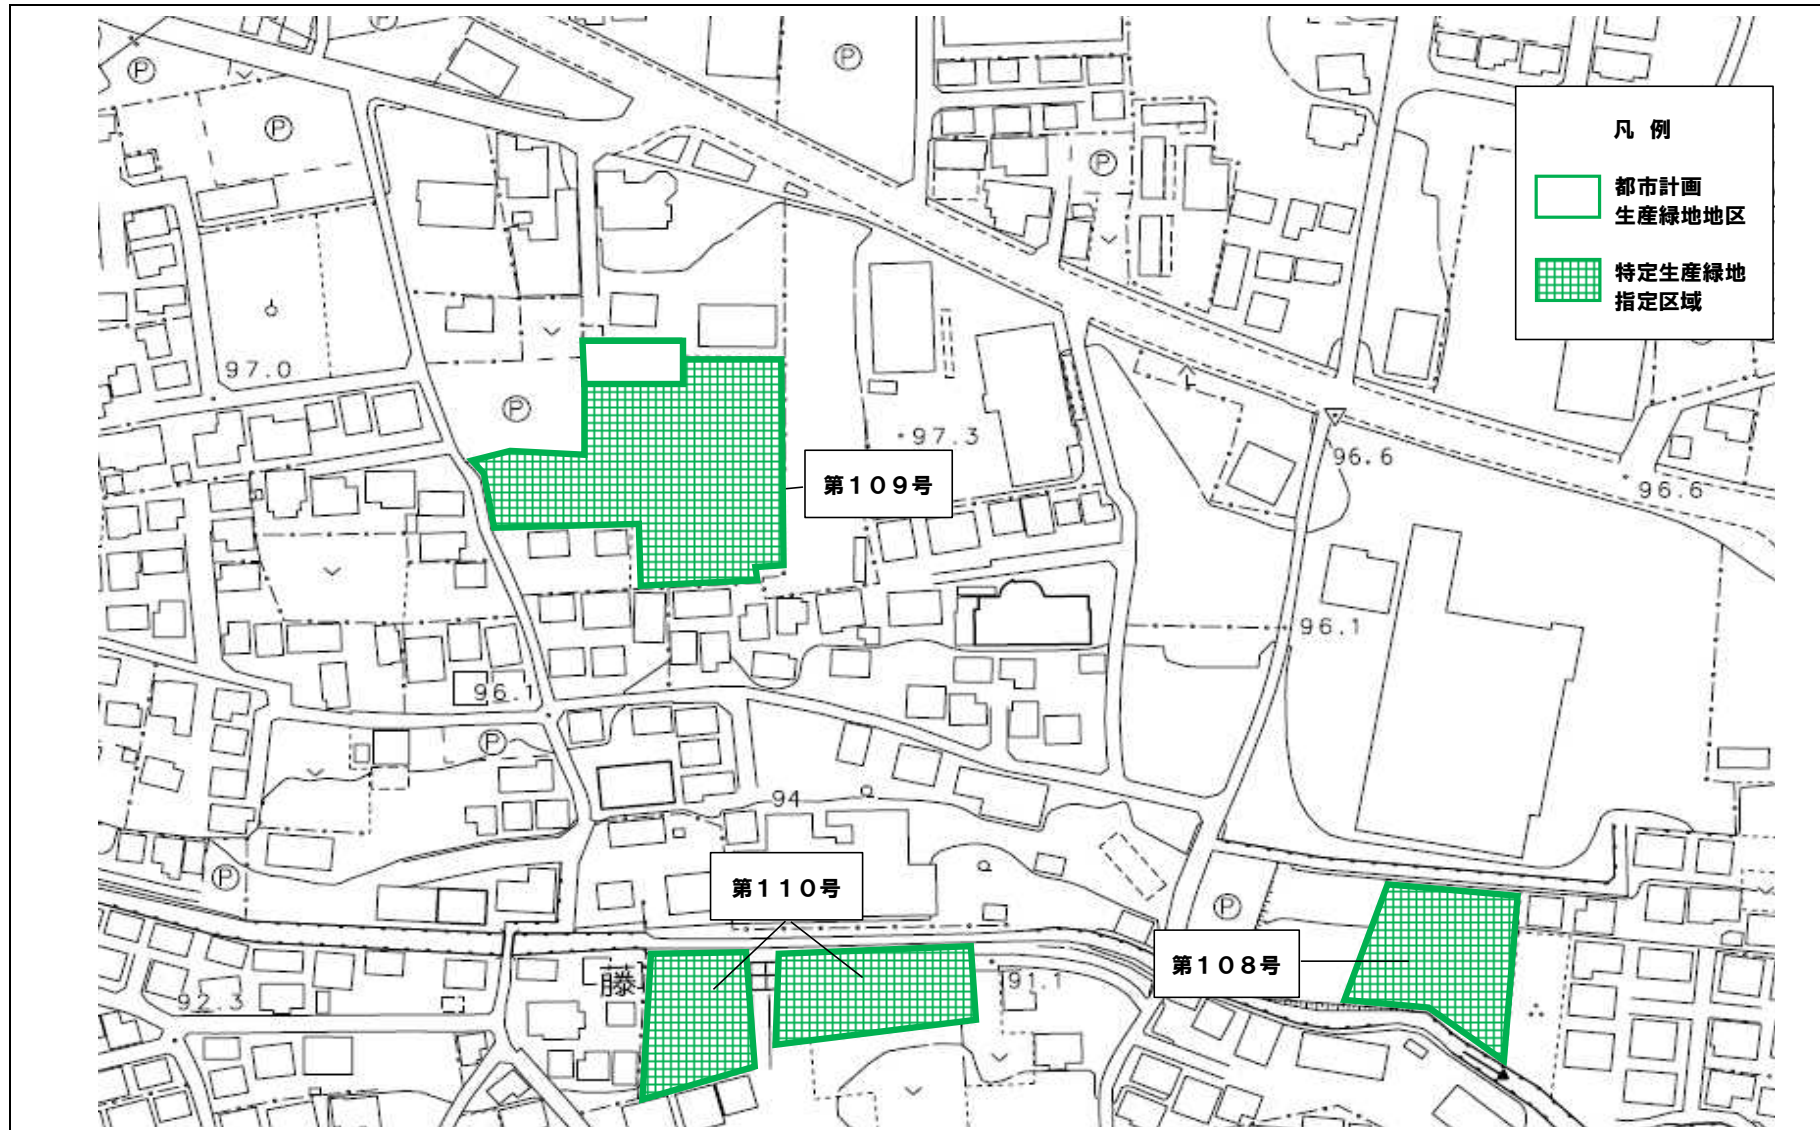 凡 例
都市計画
生産緑地地区
特定生産緑地
指定区域
P
P
P
P
97.0
P
97.3
第109号
96.6
96.6
96.1
96.1
P
94
P
第110号
P
第108号
藤
91.1
92.3